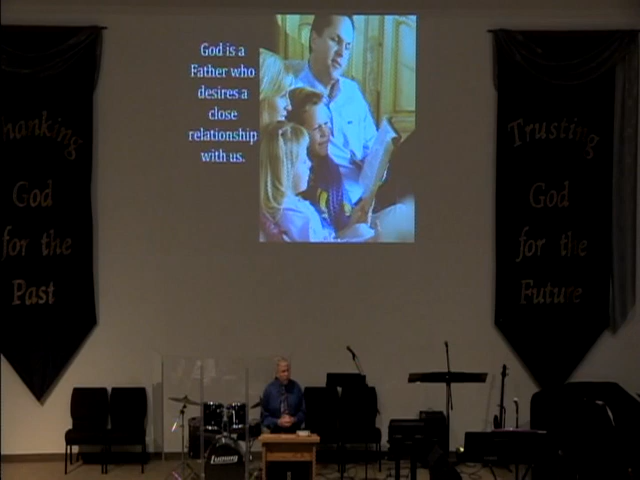 God is a
Father who
desires a
close
relationship
with us.
Thanking
God
for the
Past
Trusting
God
for the
Future
Ludwig